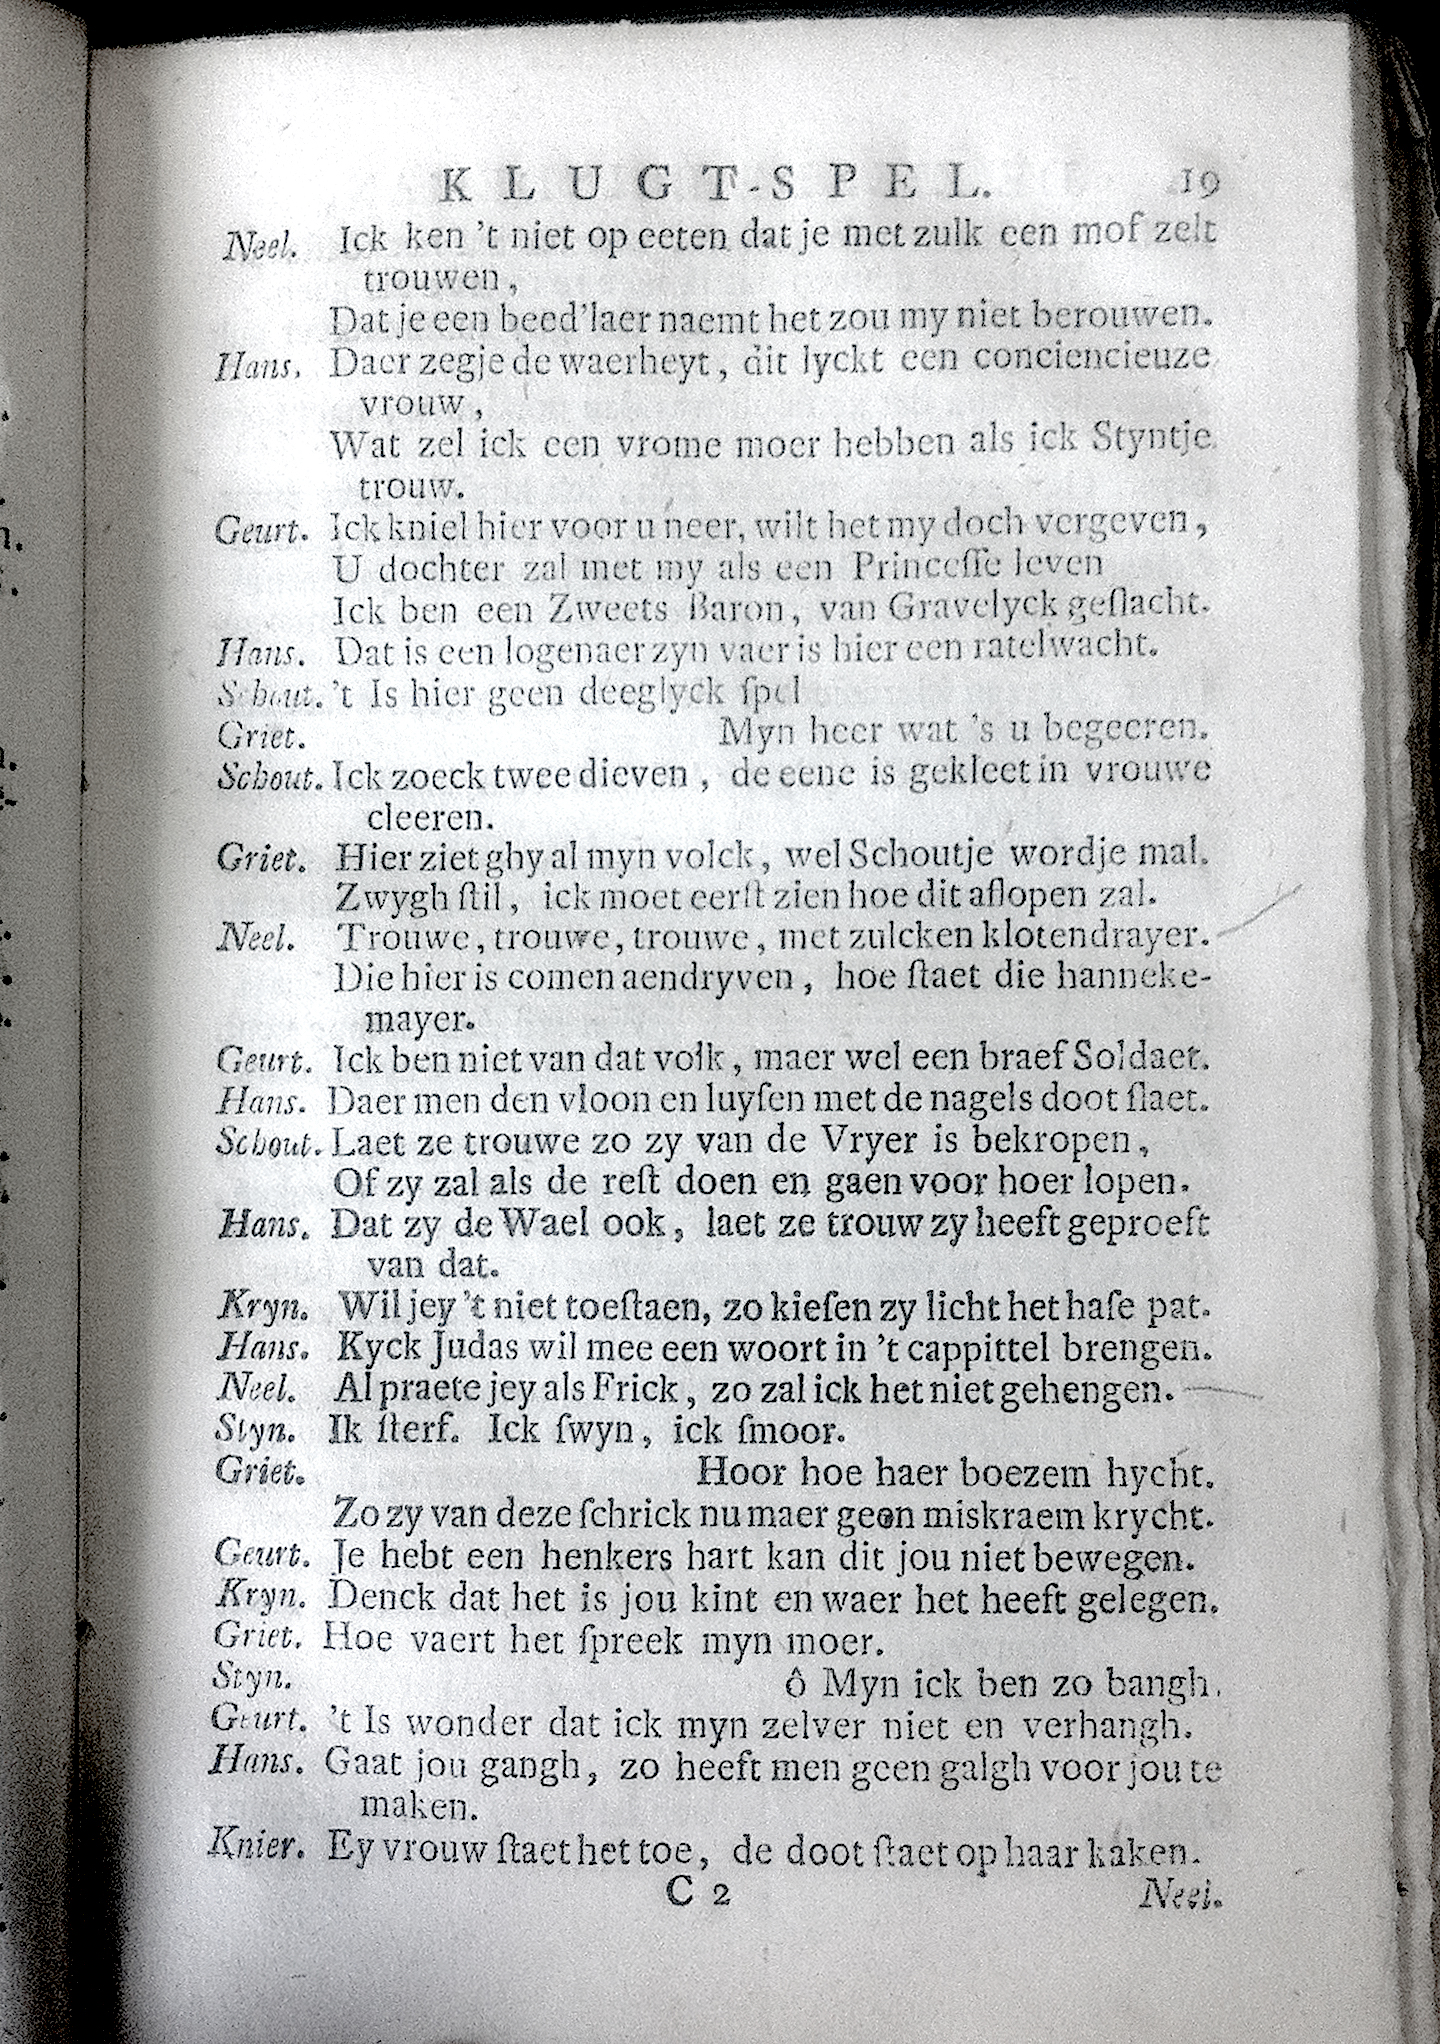 KLUGT-SPEL. 19
Neel. Ick ken 't niet op eeten dat je met zulk een mof zelt
trouwen,
Dat je een beed'laer naemt het zou my niet berouwen.
Hans. Daer zegje de waerheyt, dit lyckt een conciencieuze
vrouw,
Wat zel ick een vrome moer hebben als ick Styntje
trouw.
Geurt. Ick kniel hier voor u neer, wilt het my doch vergeven,
U dochter zal met my als een Princeſſe leven
Ick ben een Zweets Baron, van Gravelyck geſlacht.
Hans. Dat is een logenaer zyn vaer is hier een ratelwacht.
Schout. 't Is hier geen deeglyck ſpel
Griet. Myn heer wat 's u begeeren.
Schout. Ick zoeck twee dieven, de eene is gekleet in vrouwe
cleeren.
Griet. Hier ziet ghy al myn volck, wel Schoutje wordje mal.
Zwygh ſtil, ick moet eerſt zien hoe dit aflopen zal.
Neel. Trouwe, trouwe, trouwe, met zulcken klotendrayer.
Die hier is comen aendryven, hoe ſtaet die hanneke-
mayer.
Geurt. Ick ben niet van dat volk, maer wel een braef Soldaet.
Hans. Daer men den vloon en luyſen met de nagels doot ſlaet.
Schout. Laet ze trouwe zo zy van de Vryer is bekropen,
Of zy zal als de reſt doen en gaen voor hoer lopen.
Hans. Dat zy de Wael ook, laet ze trouw zy heeft geproeft
van dat.
Kryn. Wil jey 't niet toeſtaen, zo kieſen zy licht het haſe pat.
Hans. Kyck Judas wil mee een woort in 't cappittel brengen.
Neel. Al praete jey als Frick, zo zal ick het niet gehengen.
Styn. Ik ſterf. Ick ſwyn, ick ſmoor.
Griet. Hoor hoe haer boezem hycht.
Zo zy van deze ſchrick nu maer geen miskraem krycht.
Geurt. Je hebt een henkers hart kan dit jou niet bewegen.
Kryn. Denck dat het is jou kint en waer het heeft gelegen.
Griet. Hoe vaert het ſpreek myn moer.
Styn. ô Myn ick ben zo bangh.
Geurt. 't Is wonder dat ick myn zelver niet en verhangh.
Hans. Gaat jou gangh, zo heeft men geen galgh voor jou te
maken.
Knier. Ey vrouw ſtaet het toe, de doot ſtaet op haar kaken.
C 2 Neel.